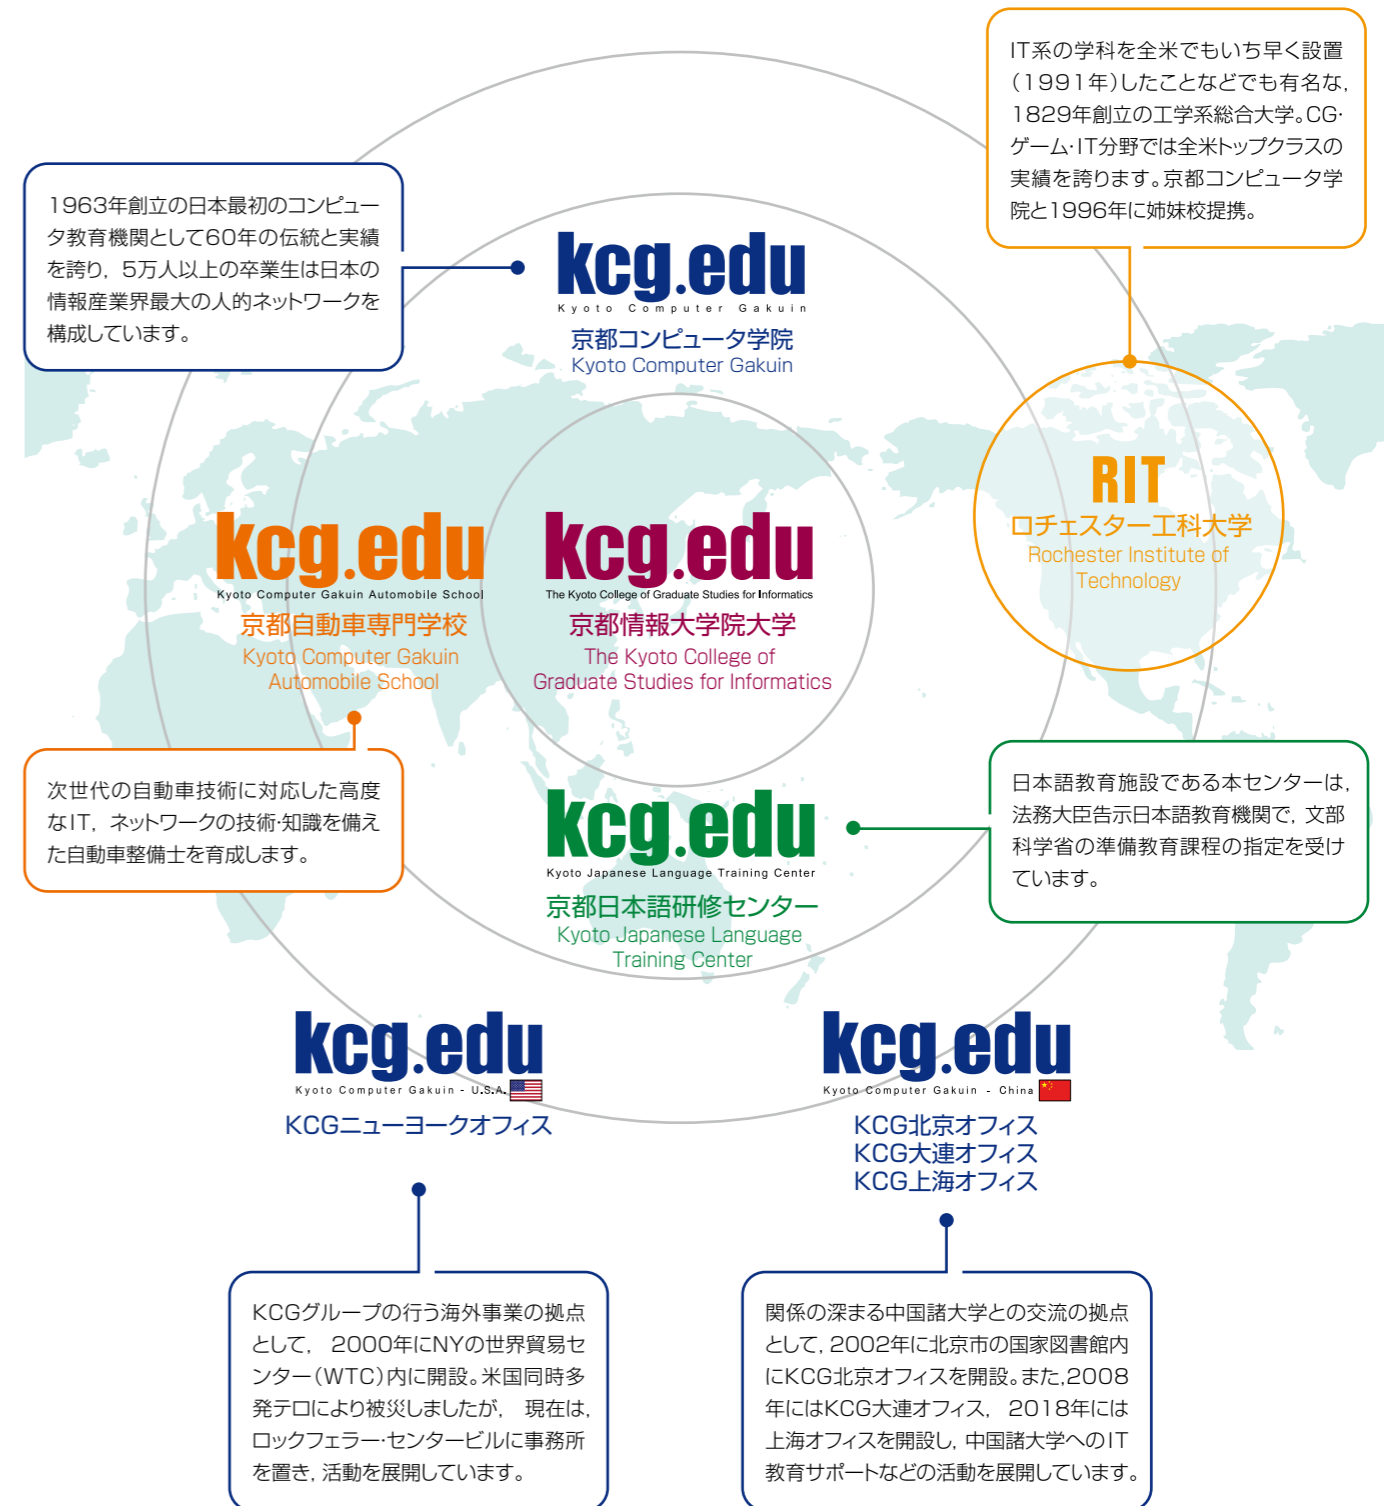 IT系の学科を全米でもいち早く設置
(1991年)したことなどでも有名な,
1829年創立の工学系総合大学。CG・
ゲーム・IT分野では全米トップクラスの
実績を誇ります。京都コンピュータ学
院と1996年に姉妹校提携。
1963年創立の日本最初のコンピュー
タ教育機関として60年の伝統と実績
を誇り, 5万人以上の卒業生は日本の
情報産業界最大の人的ネットワークを
構成しています。
kcg.edu
Kyoto Computer Gakuin
京都コンピュータ学院
Kyoto Computer Gakuin
RIT
ロチェスター工科大学
Rochester Institute of
Technology
kcg.edu
Kyoto Computer Gakuin Automobile School
京都自動車専門学校
Kyoto Computer Gakuin
Automobile School
kcg.edu
The Kyoto College of Graduate Studies for Informatics
京都情報大学院大学
The Kyoto College of
Graduate Studies for Informatics
次世代の自動車技術に対応した高度
なIT, ネットワークの技術・知識を備え
た自動車整備士を育成します。
kcg.edu
Kyoto Japanese Language Training Center
京都日本語研修センター
Kyoto Japanese Language
Training Center
日本語教育施設である本センターは,
法務大臣告示日本語教育機関で, 文部
科学省の準備教育課程の指定を受け
ています。
kcg.edu
Kyoto Computer Gakuin - U.S.A.
KCGニューヨークオフィス
kcg.edu
Kyoto Computer Gakuin - China
KCG北京オフィス
KCG大連オフィス
KCG上海オフィス
KCGグループの行う海外事業の拠点
として, 2000年にNYの世界貿易セ
ンター(WTC)内に開設。米国同時多
発テロにより被災しましたが, 現在は,
ロックフェラー・センタービルに事務所
を置き, 活動を展開しています。
関係の深まる中国諸大学との交流の拠点
として, 2002年に北京市の国家図書館内
にKCG北京オフィスを開設。また,2008
年にはKCG大連オフィス, 2018年には
上海オフィスを開設し, 中国諸大学へのIT
教育サポートなどの活動を展開しています。